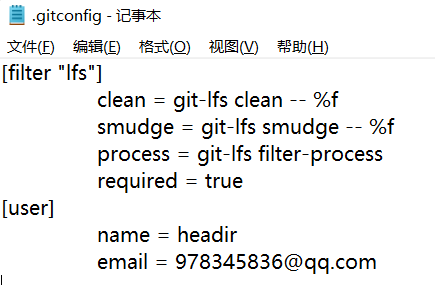 .gitconfig - 记事本
文件(F) 编辑(E) 格式(O) 视图(V) 帮助(H)
[filter "lfs"]
clean = git-lfs clean -- %f
smudge = git-lfs smudge -- %f
process = git-lfs filter-process
required = true
[user]
name = headir
email = 978345836@qq.com